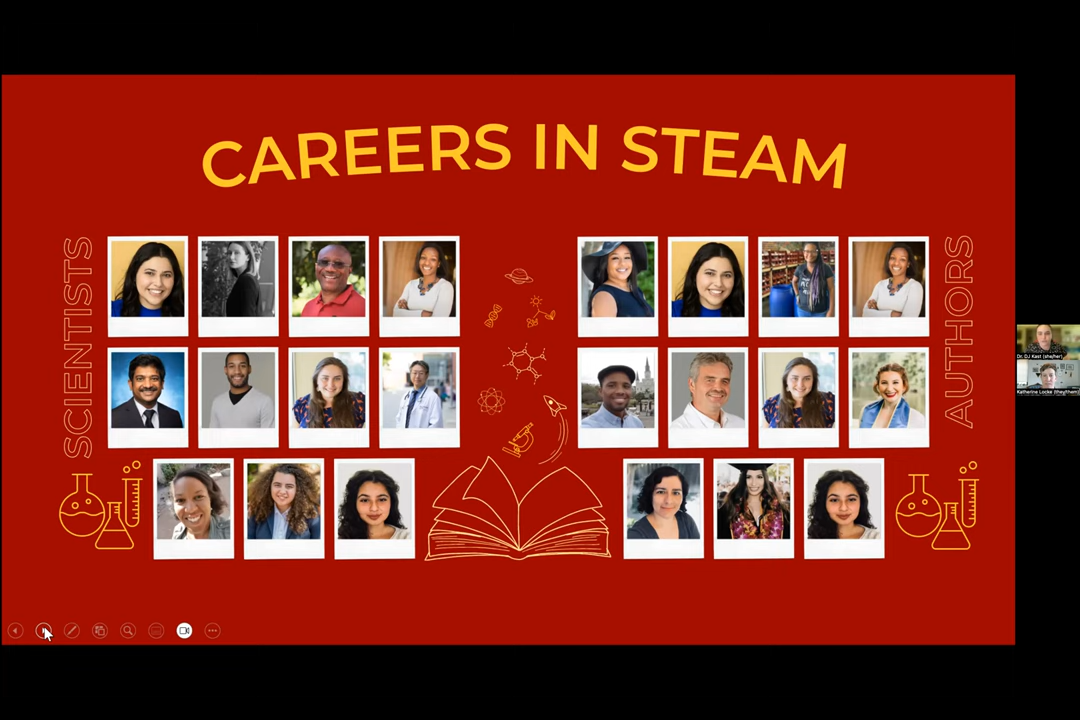 CAREERS IN STEAM
SCIENTISTS
AUTHORS
Dr. DJ Kast (she/her)
Katherine Locke (they/them)